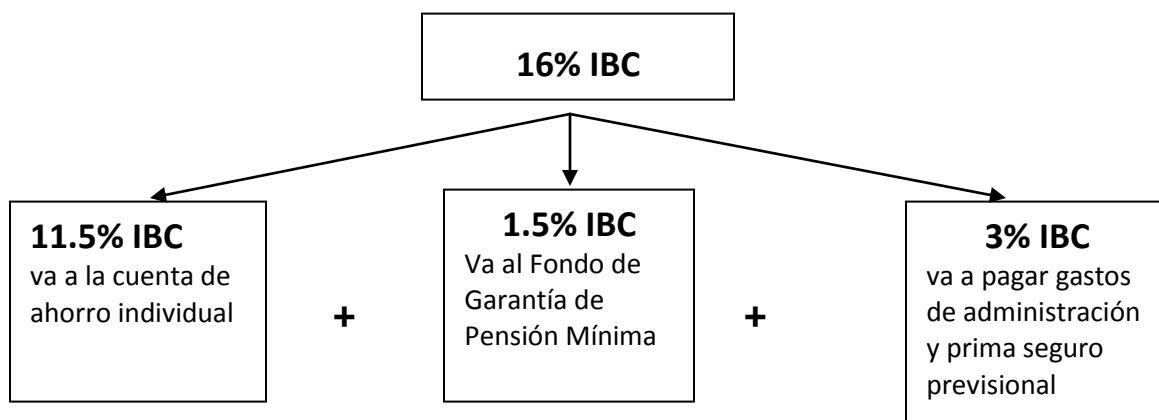 16% IBC
11.5% IBC
va a la cuenta de
ahorro individual
+
1.5% IBC
Va al Fondo de
Garantía de
Pensión Mínima
+
3% IBC
va a pagar gastos
de administración
y prima seguro
previsional